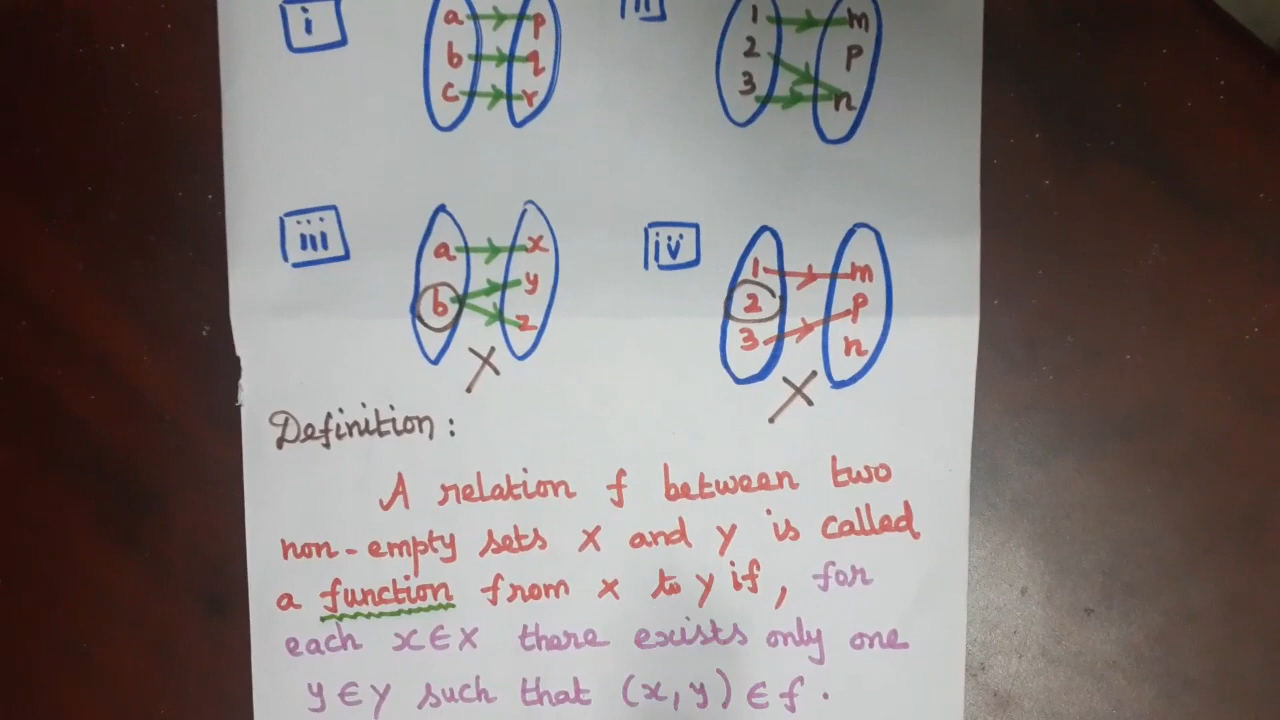 i
a p
b q
c r
ii
1 m
2 p
3 n
iii
a x
b y
z
iv
1 m
2 p
3 n
Definition :
A relation f between two
non-empty sets X and Y is called
a function from X to Y if, for
each x ∈ X there exists only one
y ∈ Y such that (x, y) ∈ f.